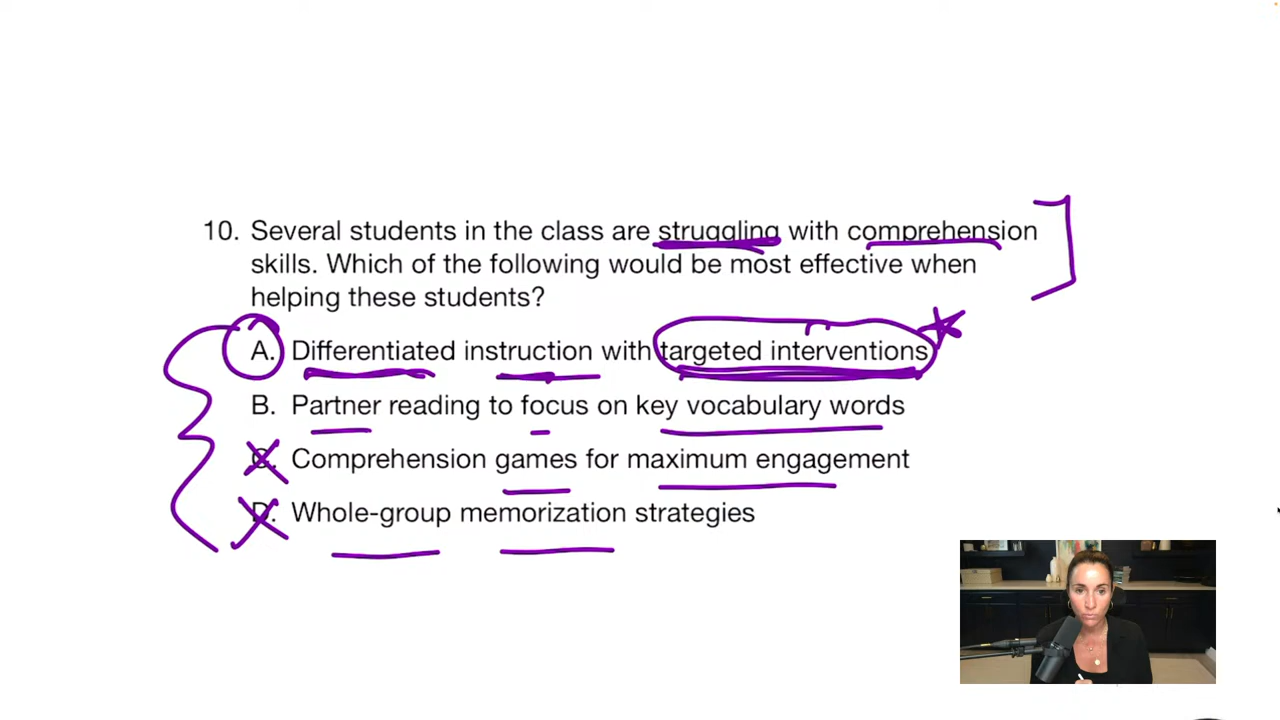 10. Several students in the class are struggling with comprehension
skills. Which of the following would be most effective when
helping these students?
A. Differentiated instruction with targeted interventions
B. Partner reading to focus on key vocabulary words
C. Comprehension games for maximum engagement
D. Whole-group memorization strategies